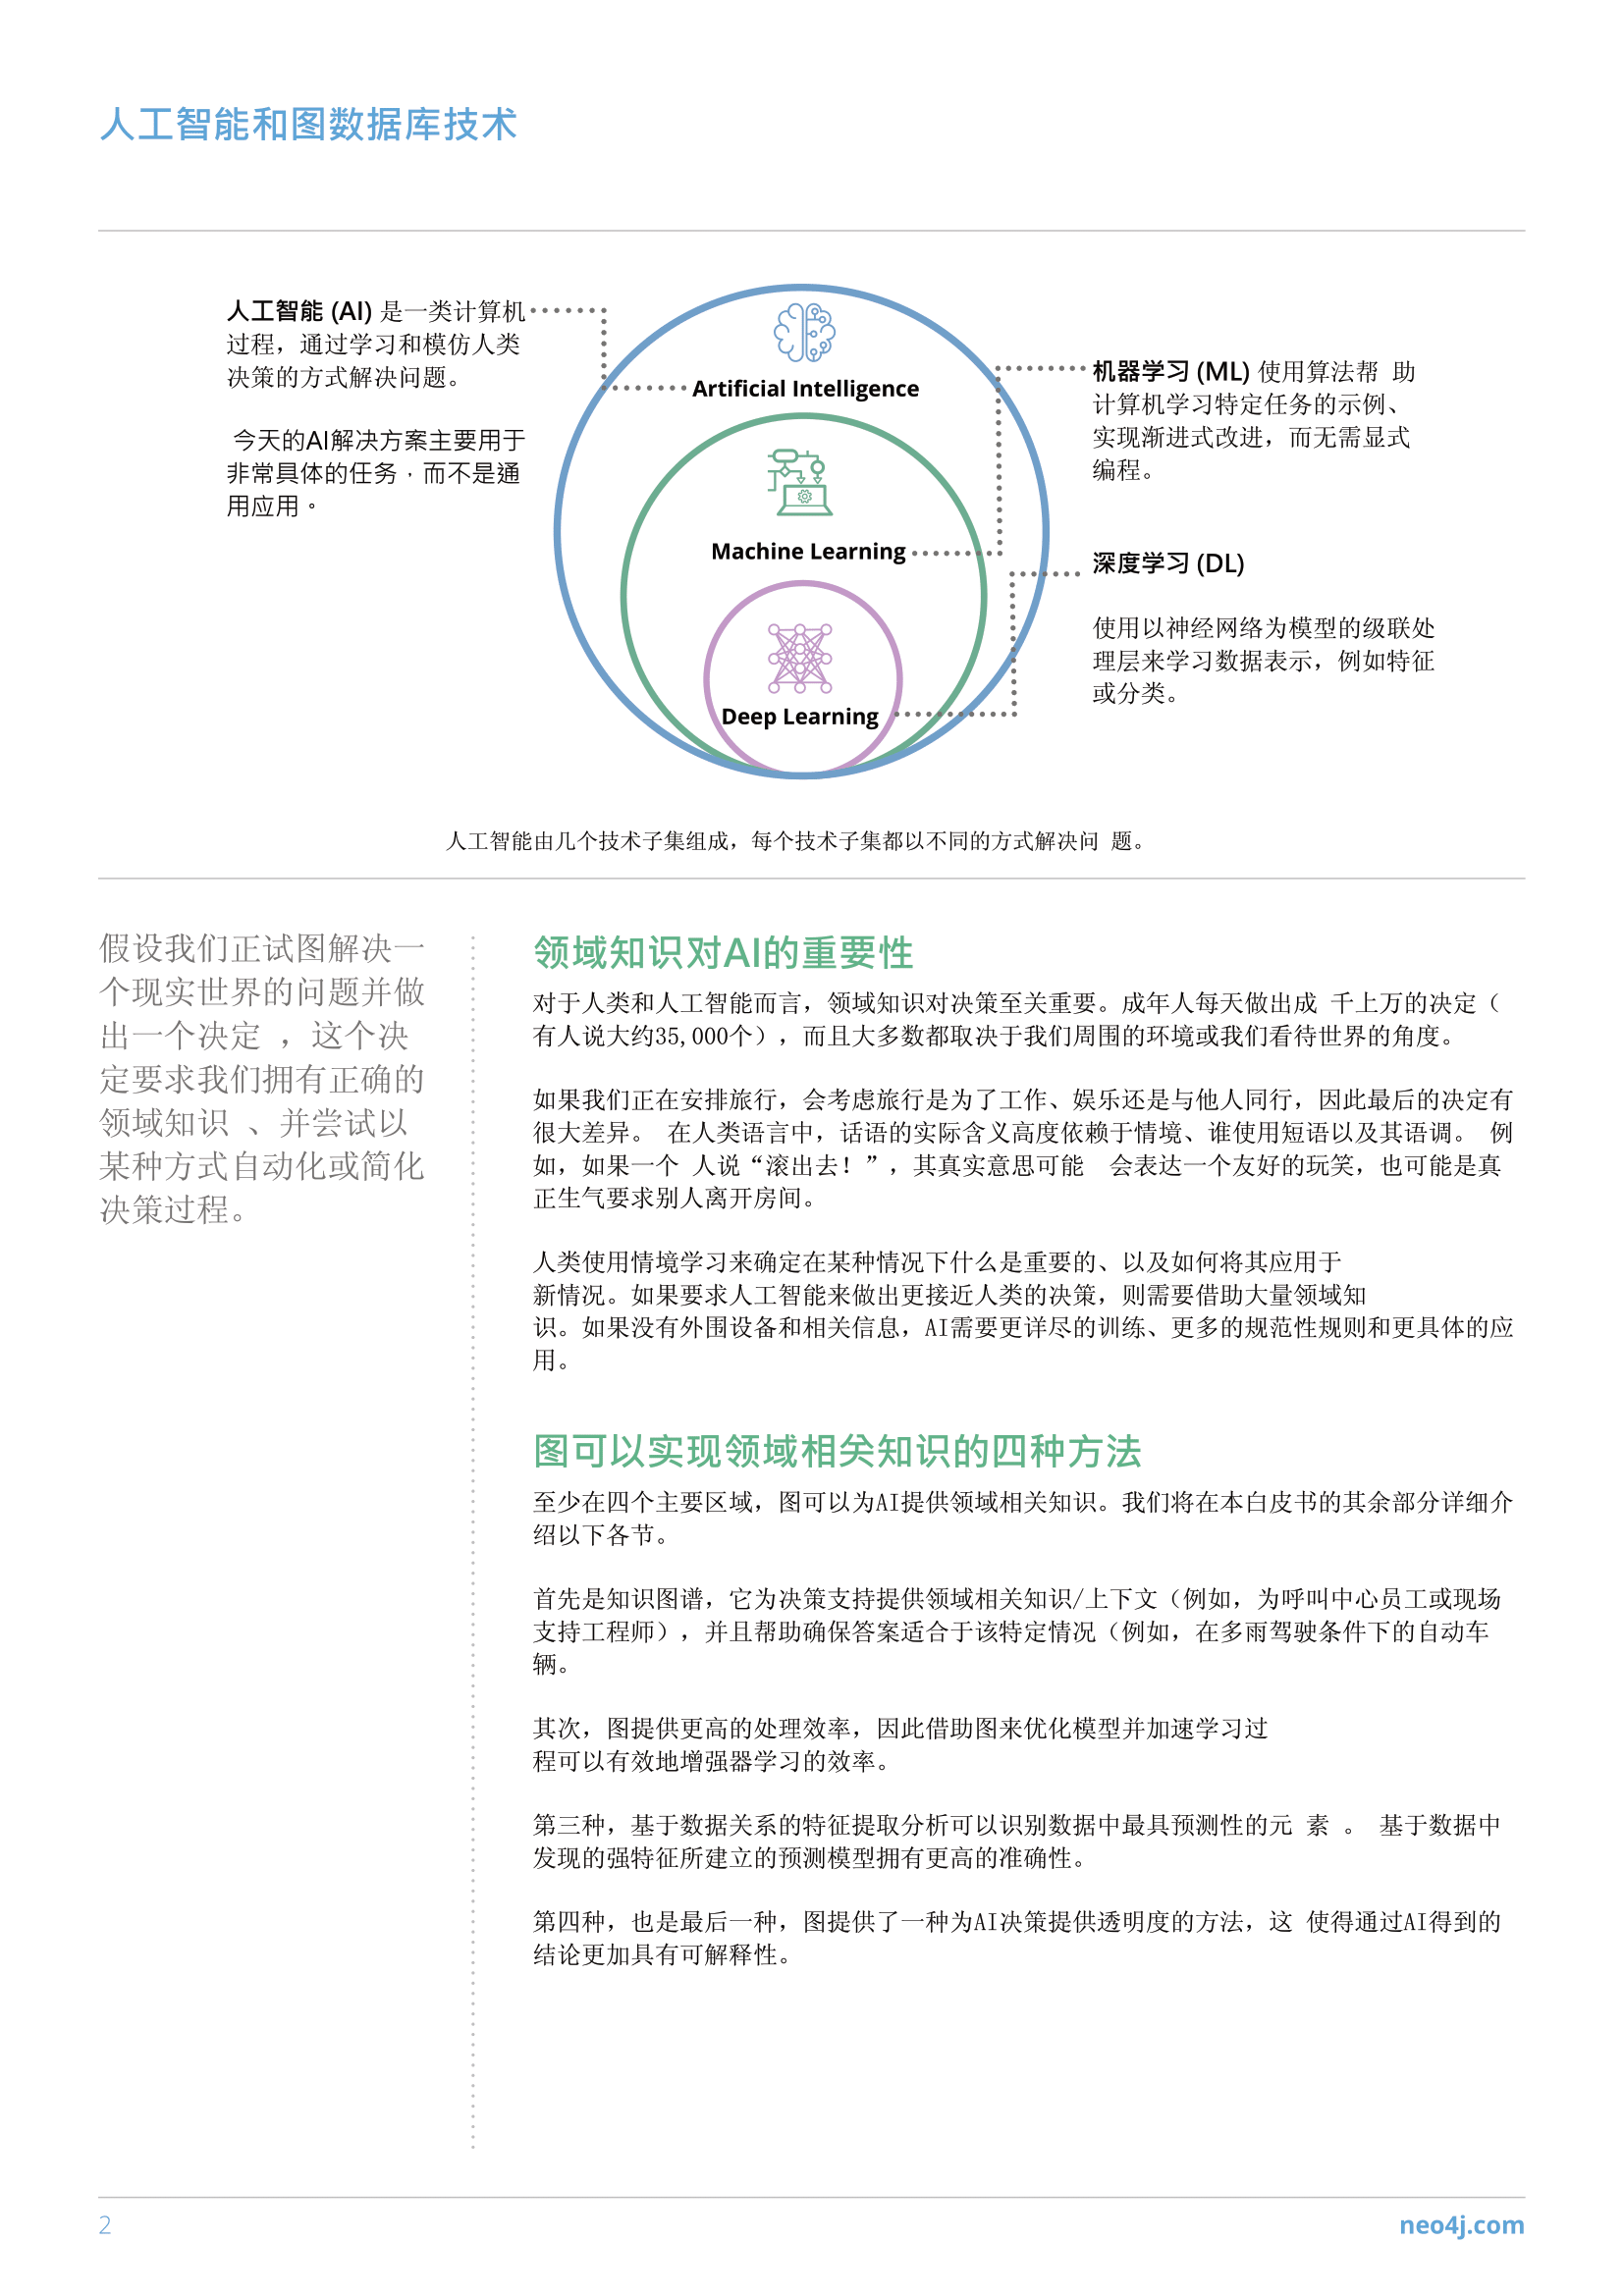 人工智能和图数据库技术
人工智能 (AI) 是一类计算机
过程，通过学习和模仿人类
决策的方式解决问题。
今天的AI解决方案主要用于
非常具体的任务，而不是通
用应用。
Artificial Intelligence
Machine Learning
Deep Learning
机器学习 (ML) 使用算法帮 助
计算机学习特定任务的示例、
实现渐进式改进，而无需显式
编程。
深度学习 (DL)
使用以神经网络为模型的级联处
理层来学习数据表示，例如特征
或分类。
人工智能由几个技术子集组成，每个技术子集都以不同的方式解决问 题。
假设我们正试图解决一
个现实世界的问题并做
出一个决定 ，这个决
定要求我们拥有正确的
领域知识 、并尝试以
某种方式自动化或简化
决策过程。
领域知识对AI的重要性
对于人类和人工智能而言，领域知识对决策至关重要。成年人每天做出成 千上万的决定（
有人说大约35,000个），而且大多数都取决于我们周围的环境或我们看待世界的角度。
如果我们正在安排旅行，会考虑旅行是为了工作、娱乐还是与他人同行，因此最后的决定有
很大差异。 在人类语言中，话语的实际含义高度依赖于情境、谁使用短语以及其语调。 例
如，如果一个 人说“滚出去！”，其真实意思可能 会表达一个友好的玩笑，也可能是真
正生气要求别人离开房间。
人类使用情境学习来确定在某种情况下什么是重要的、以及如何将其应用于
新情况。如果要求人工智能来做出更接近人类的决策，则需要借助大量领域知
识。如果没有外围设备和相关信息，AI需要更详尽的训练、更多的规范性规则和更具体的应
用。
图可以实现领域相关知识的四种方法
至少在四个主要区域，图可以为AI提供领域相关知识。我们将在本白皮书的其余部分详细介
绍以下各节。
首先是知识图谱，它为决策支持提供领域相关知识/上下文（例如，为呼叫中心员工或现场
支持工程师），并且帮助确保答案适合于该特定情况（例如，在多雨驾驶条件下的自动车
辆。
其次，图提供更高的处理效率，因此借助图来优化模型并加速学习过
程可以有效地增强器学习的效率。
第三种，基于数据关系的特征提取分析可以识别数据中最具预测性的元 素 。 基于数据中
发现的强特征所建立的预测模型拥有更高的准确性。
第四种，也是最后一种，图提供了一种为AI决策提供透明度的方法，这 使得通过AI得到的
结论更加具有可解释性。
2
neo4j.com